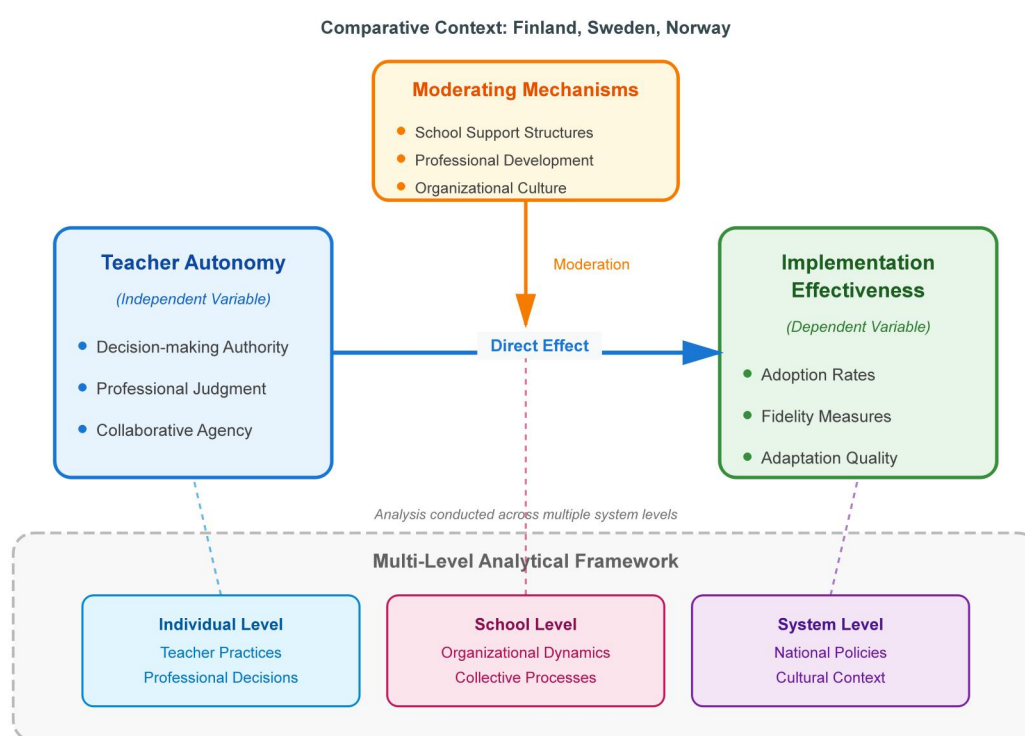 Comparative Context: Finland, Sweden, Norway
Moderating Mechanisms
School Support Structures
Professional Development
Organizational Culture
Moderation
Teacher Autonomy
(Independent Variable)
Decision-making Authority
Professional Judgment
Collaborative Agency
Direct Effect
Implementation
Effectiveness
(Dependent Variable)
Adoption Rates
Fidelity Measures
Adaptation Quality
Analysis conducted across multiple system levels
Multi-Level Analytical Framework
Individual Level
Teacher Practices
Professional Decisions
School Level
Organizational Dynamics
Collective Processes
System Level
National Policies
Cultural Context